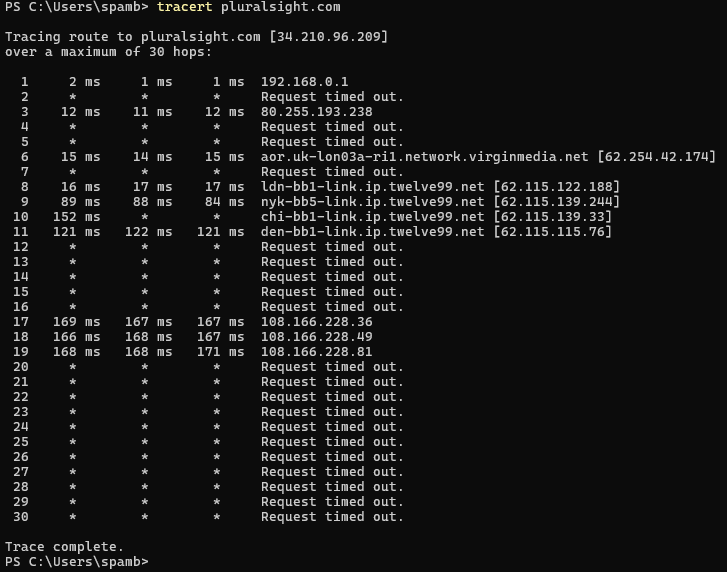 PS C:\Users\spamb> tracert pluralsight.com
Tracing route to pluralsight.com [34.210.96.209]
over a maximum of 30 hops:
1 2 ms 1 ms 1 ms 192.168.0.1
2 * * * Request timed out.
3 12 ms 11 ms 12 ms 80.255.193.238
4 * * * Request timed out.
5 * * * Request timed out.
6 15 ms 14 ms 15 ms aor.uk-lon03a-ri1.network.virginmedia.net [62.254.42.174]
7 * * * Request timed out.
8 16 ms 17 ms 17 ms ldn-bb1-link.ip.twelve99.net [62.115.122.188]
9 89 ms 88 ms 84 ms nyk-bb5-link.ip.twelve99.net [62.115.139.244]
10 152 ms * * chi-bb1-link.ip.twelve99.net [62.115.139.33]
11 121 ms 122 ms 121 ms den-bb1-link.ip.twelve99.net [62.115.115.76]
12 * * * Request timed out.
13 * * * Request timed out.
14 * * * Request timed out.
15 * * * Request timed out.
16 * * * Request timed out.
17 169 ms 167 ms 167 ms 108.166.228.36
18 166 ms 168 ms 167 ms 108.166.228.49
19 168 ms 168 ms 171 ms 108.166.228.81
20 * * * Request timed out.
21 * * * Request timed out.
22 * * * Request timed out.
23 * * * Request timed out.
24 * * * Request timed out.
25 * * * Request timed out.
26 * * * Request timed out.
27 * * * Request timed out.
28 * * * Request timed out.
29 * * * Request timed out.
30 * * * Request timed out.
Trace complete.
PS C:\Users\spamb>